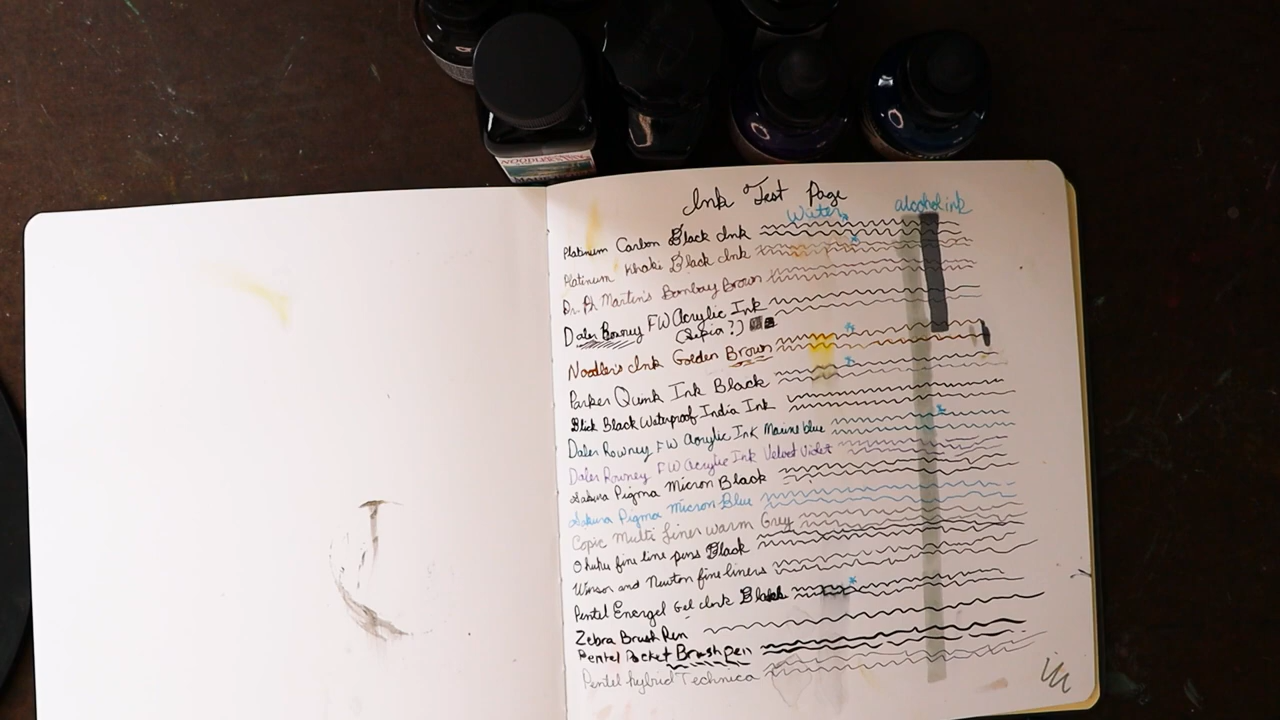 Ink Test Page
Water
alcohol ink
Platinum Carbon Black Ink
Platinum Khaki Black Ink
Dr. Ph. Martin's Bombay Brown
Daler Rowney FW Acrylic Ink
(Sepia?)
Noodler's Ink Golden Brown
Parker Quink Ink Black
Blick Black Waterproof India Ink
Daler Rowney FW Acrylic Ink Marine blue
Daler Rowney FW Acrylic Ink Velvet Violet
Sakura Pigma Micron Black
Sakura Pigma Micron Blue
Copic Multi Liner warm Grey
Ohuhu fine line pens Black
Winsor and Newton fine liners
Pentel Energel Gel Ink Black
Zebra Brush Pen
Pentel Pocket Brush pen
Pentel hybrid Technica